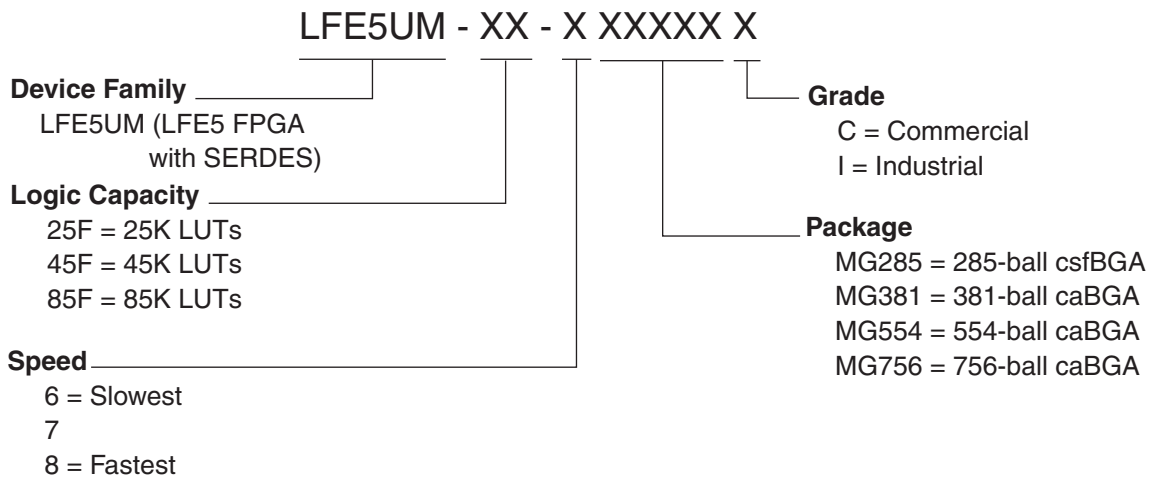 LFE5UM - XX - X XXXXX X
Device Family
LFE5UM (LFE5 FPGA
with SERDES)
Logic Capacity
25F = 25K LUTs
45F = 45K LUTs
85F = 85K LUTs
Speed
6 = Slowest
7
8 = Fastest
Grade
C = Commercial
I = Industrial
Package
MG285 = 285-ball csfBGA
MG381 = 381-ball caBGA
MG554 = 554-ball caBGA
MG756 = 756-ball caBGA